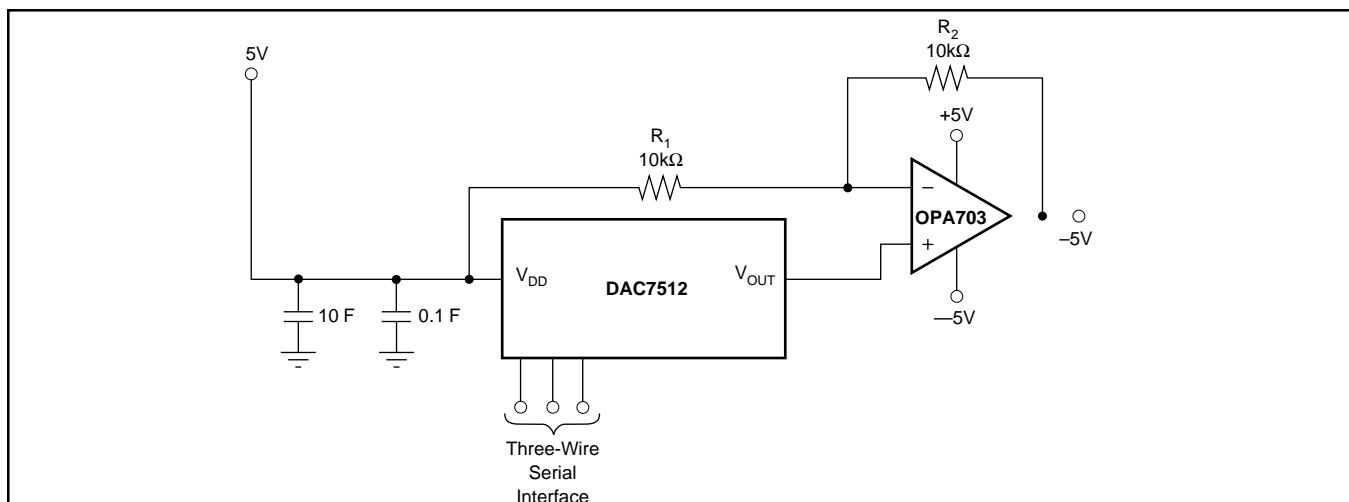 5V
R2
10kΩ
+5V
R1
10kΩ
−
OPA703
+
–5V
VDD
DAC7512
VOUT
10 F
0.1 F
—5V
Three-Wire
Serial
Interface